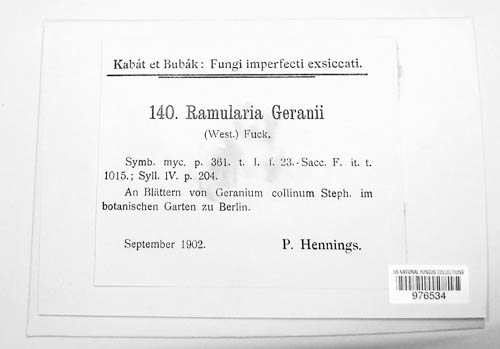 Kabát et Bubák: Fungi imperfecti exsiccati.
140. Ramularia Geranii
(West.) Fuck.
Symb. myc. p. 361. t. I. f. 23.-Sacc. F. it. t.
1015.; Syll. IV. p. 204.
An Blättern von Geranium collinum Steph. im
botanischen Garten zu Berlin.
September 1902. P. Hennings.
US NATIONAL FUNGUS COLLECTIONS
976534